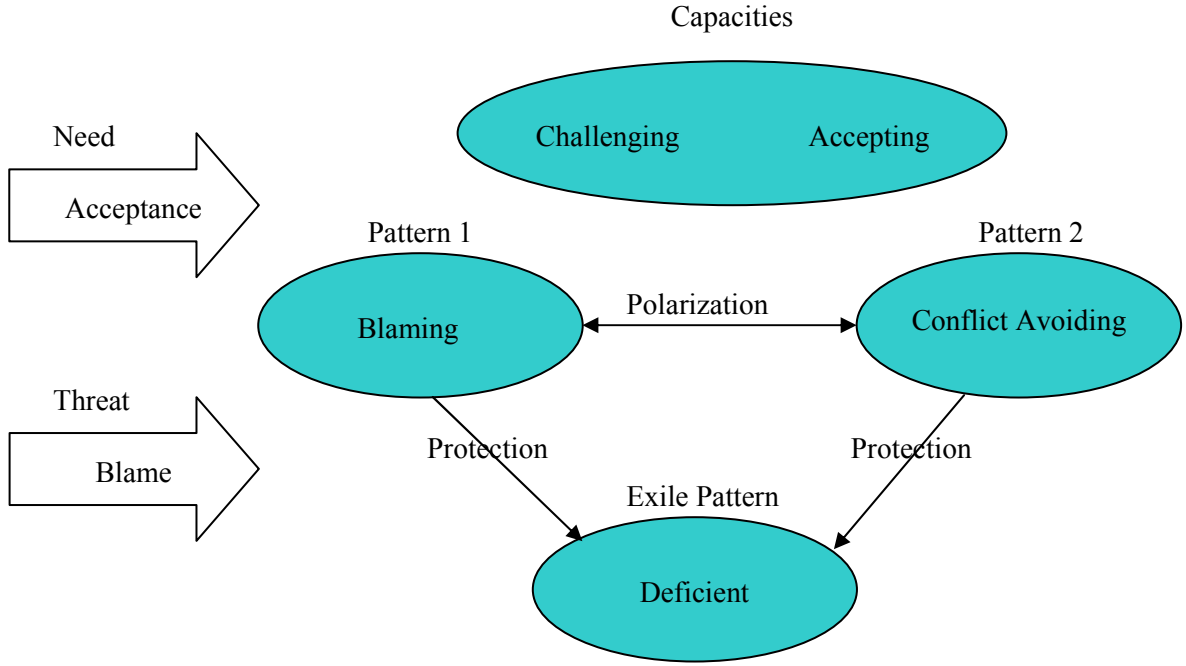 Capacities
Need
Challenging Accepting
Acceptance
Pattern 1 Pattern 2
Polarization
Blaming Conflict Avoiding
Threat
Protection Protection
Blame
Exile Pattern
Deficient